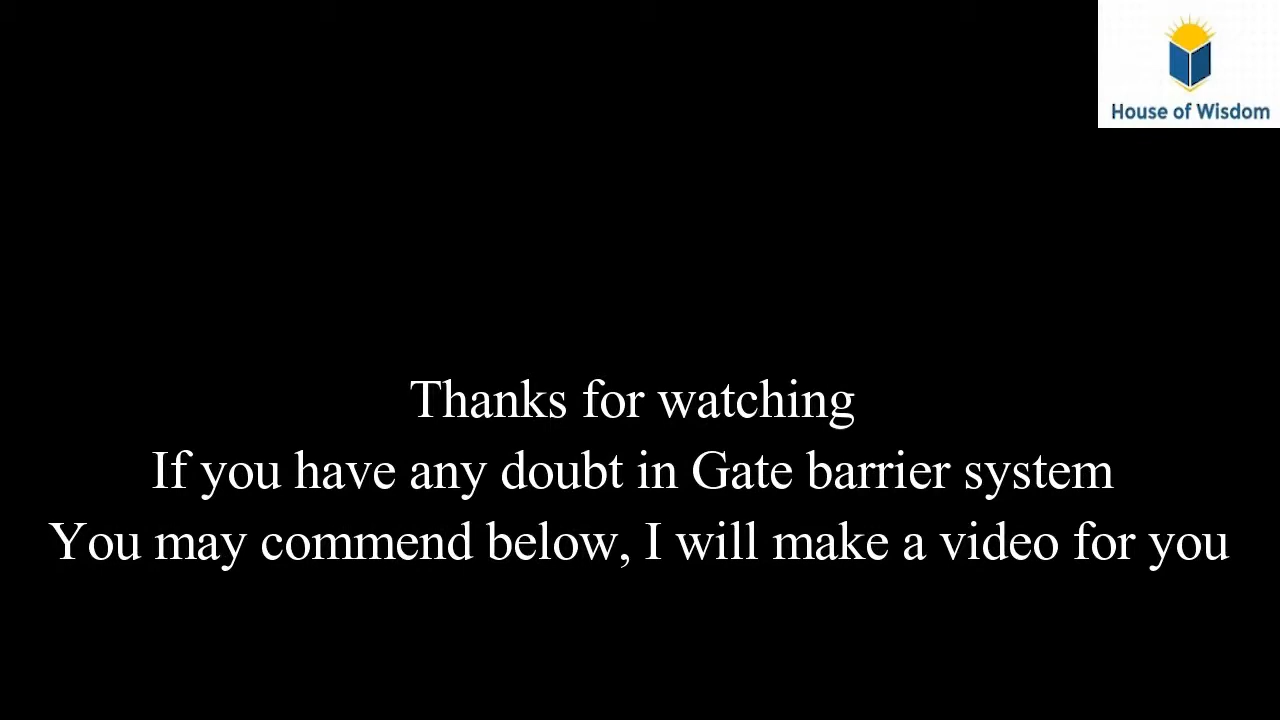 House of Wisdom
Thanks for watching
If you have any doubt in Gate barrier system
You may commend below, I will make a video for you